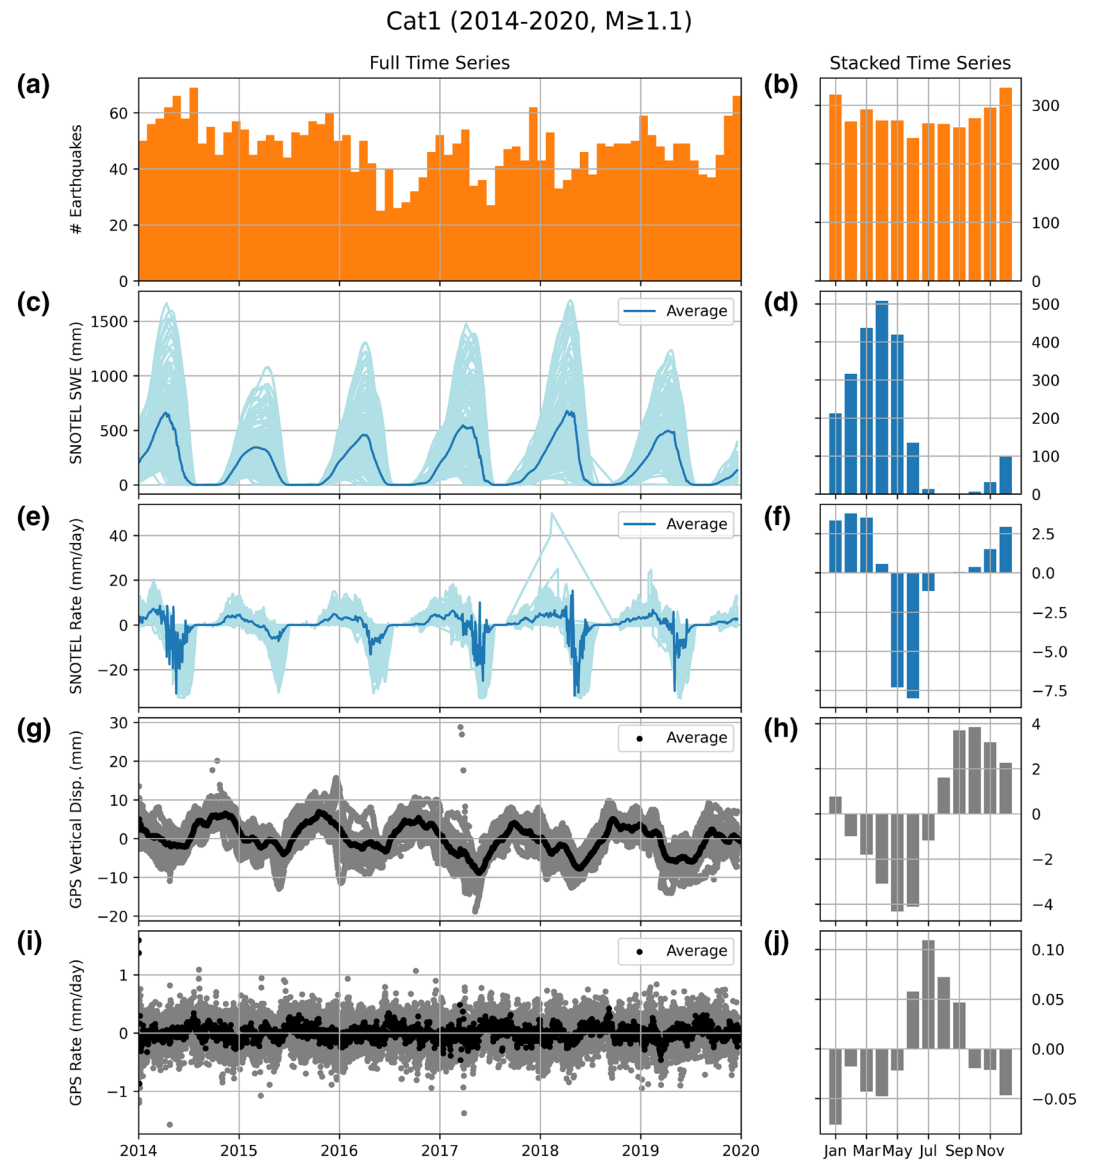 Cat1 (2014-2020, M≥1.1)
Full Time Series
Stacked Time Series
(a)
# Earthquakes
60
40
20
0
(b)
300
200
100
0
(c)
SNOTEL SWE (mm)
1500
1000
500
0
Average
(d)
500
400
300
200
100
0
(e)
SNOTEL Rate (mm/day)
40
20
0
−20
Average
(f)
2.5
0.0
−2.5
−5.0
−7.5
(g)
GPS Vertical Disp. (mm)
30
20
10
0
−10
−20
Average
(h)
4
2
0
−2
−4
(i)
GPS Rate (mm/day)
1
0
−1
Average
(j)
0.10
0.05
0.00
−0.05
2014 2015 2016 2017 2018 2019 2020
Jan Mar May Jul Sep Nov